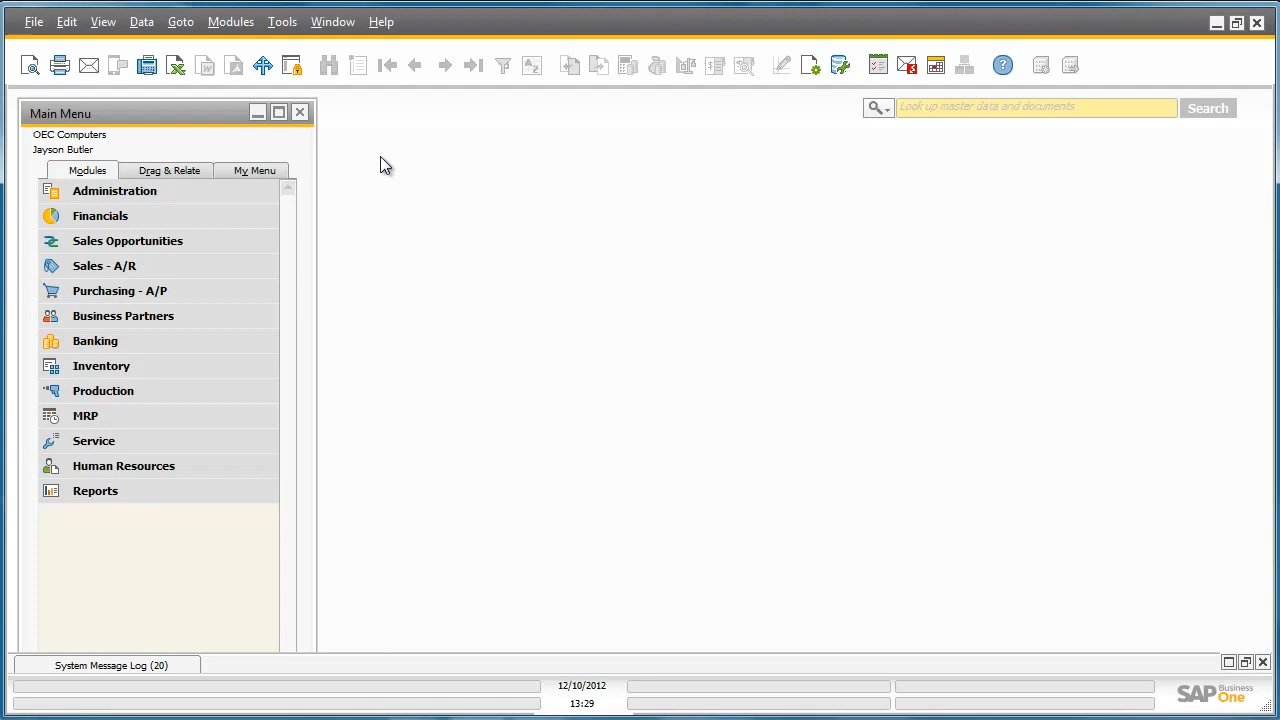 File Edit View Data Goto Modules Tools Window Help
Look up master data and documents Search
Main Menu
OEC Computers
Jayson Butler
Modules Drag & Relate My Menu
Administration
Financials
Sales Opportunities
Sales - A/R
Purchasing - A/P
Business Partners
Banking
Inventory
Production
MRP
Service
Human Resources
Reports
System Message Log (20)
12/10/2012
13:29
SAP Business One